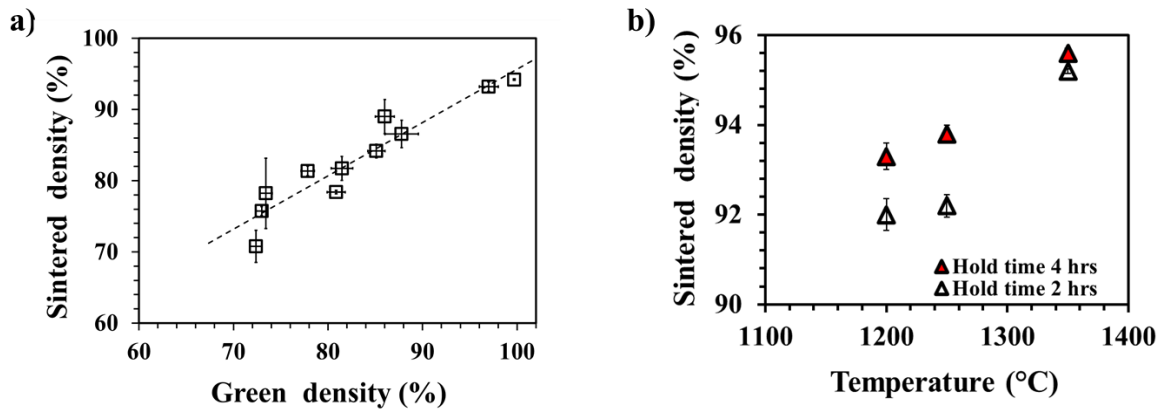 a)
Sintered density (%)
100
90
80
70
60
60 70 80 90 100
Green density (%)
b)
Sintered density (%)
96
94
92
90
Hold time 4 hrs
Hold time 2 hrs
1100 1200 1300 1400
Temperature (°C)